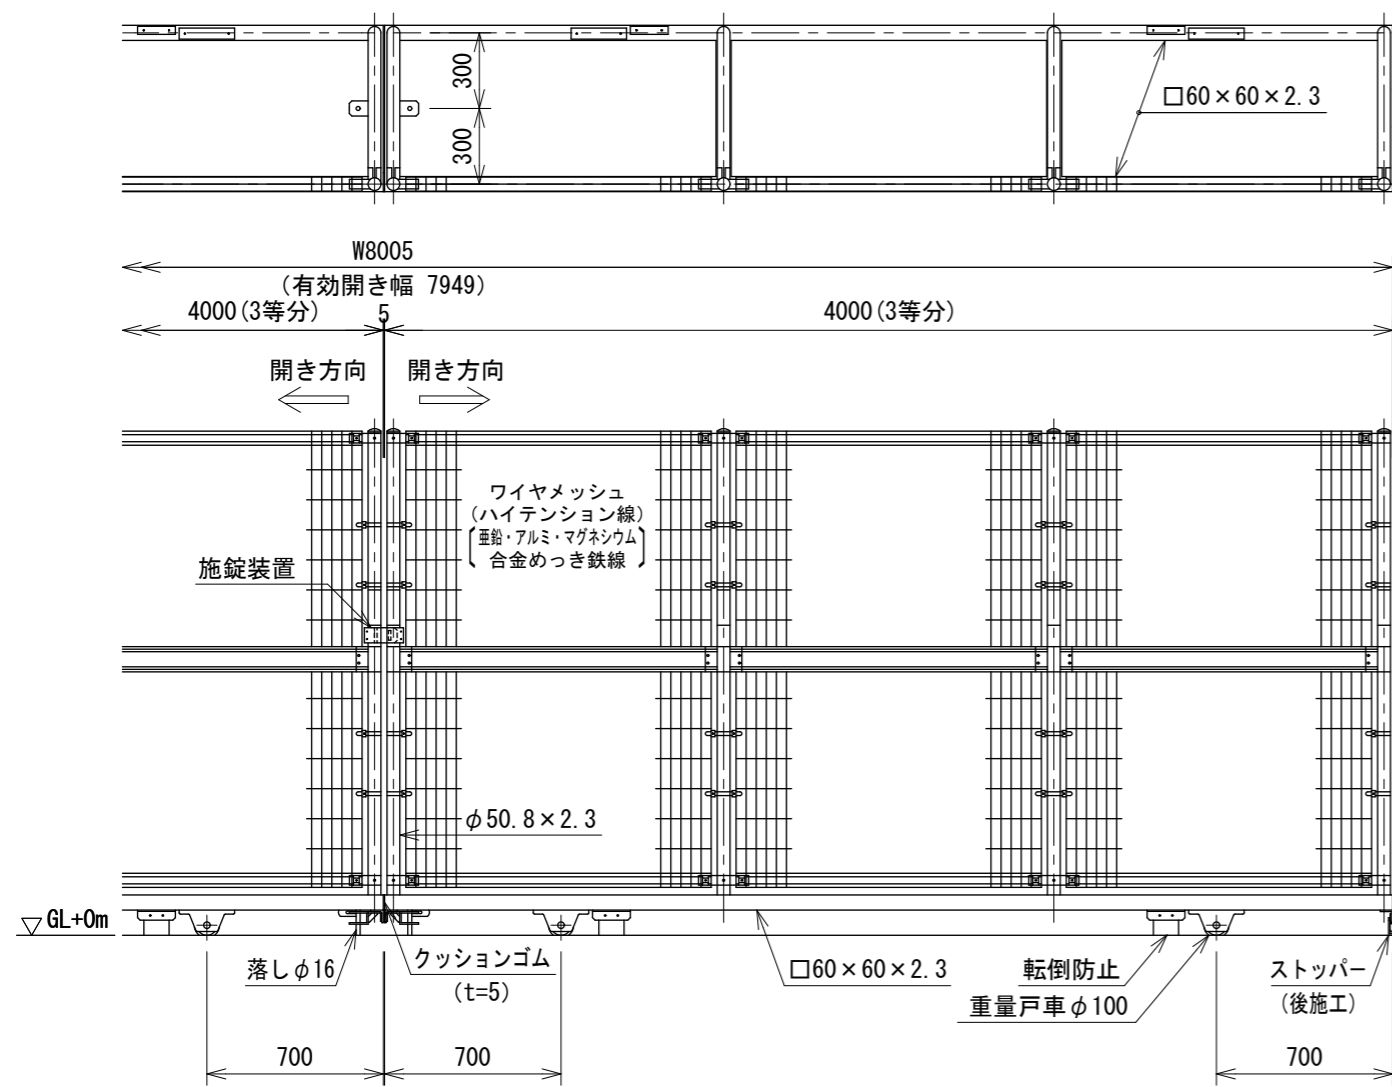 300
300
□60×60×2.3
W8005
(有効開き幅 7949)
4000(3等分)
5
4000(3等分)
開き方向
開き方向
ワイヤメッシュ
(ハイテンション線)
亜鉛・アルミ・マグネシウム
合金めっき鉄線
施錠装置
φ50.8×2.3
▽GL+0m
落しφ16
クッションゴム
(t=5)
□60×60×2.3
転倒防止
重量戸車φ100
ストッパー
(後施工)
700
700
700